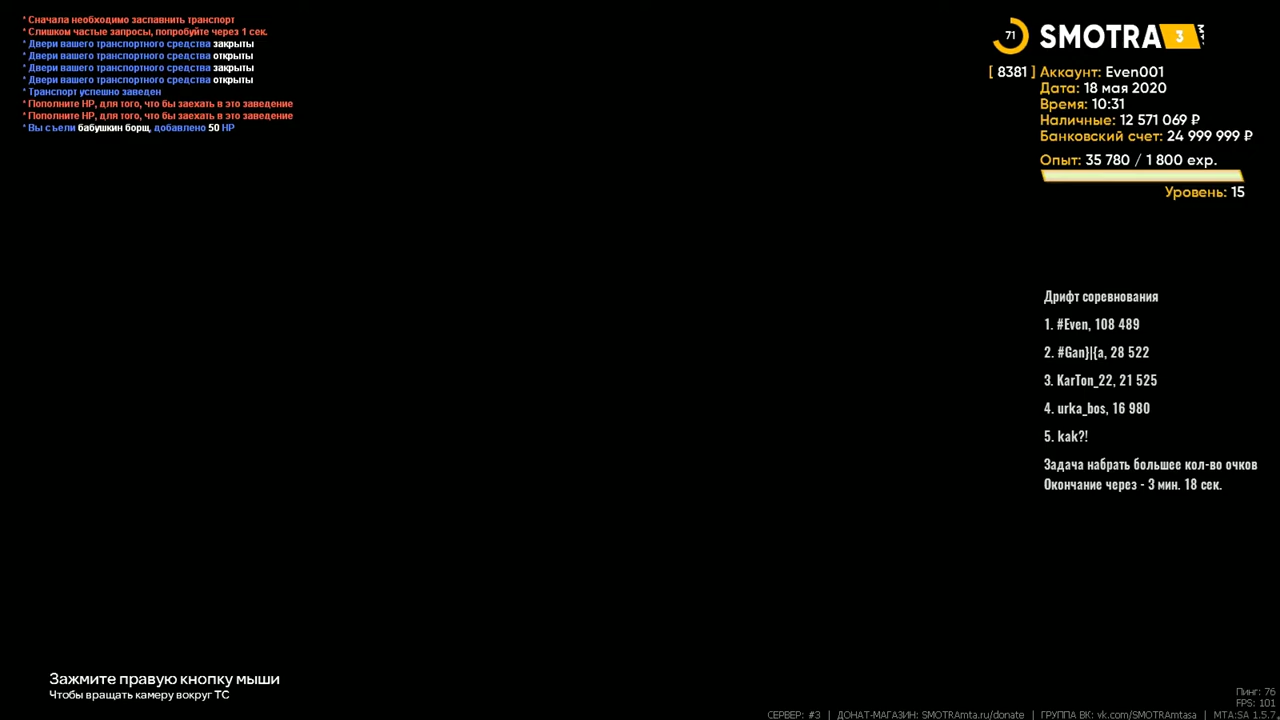 * Сначала необходимо заспавнить транспорт
* Слишком частые запросы, попробуйте через 1 сек.
* Двери вашего транспортного средства закрыты
* Двери вашего транспортного средства открыты
* Двери вашего транспортного средства закрыты
* Двери вашего транспортного средства открыты
* Транспорт успешно заведен
* Пополните HP, для того, что бы заехать в это заведение
* Пополните HP, для того, что бы заехать в это заведение
* Вы съели бабушкин борщ, добавлено 50 HP
71 SMOTRA 3
[ 8381 ] Аккаунт: Even001
Дата: 18 мая 2020
Время: 10:31
Наличные: 12 571 069 ₽
Банковский счет: 24 999 999 ₽
Опыт: 35 780 / 1 800 exp.
Уровень: 15
Дрифт соревнования
1. #Even, 108 489
2. #Gan}|{a, 28 522
3. KarTon_22, 21 525
4. urka_bos, 16 980
5. kak?!
Задача набрать большее кол-во очков
Окончание через - 3 мин. 18 сек.
Зажмите правую кнопку мыши
Чтобы вращать камеру вокруг ТС
Пинг: 76
FPS: 101
СЕРВЕР: #3 | ДОНАТ-МАГАЗИН: SMOTRAmta.ru/donate | ГРУППА ВК: vk.com/SMOTRAmtasa | MTA:SA 1.5.7